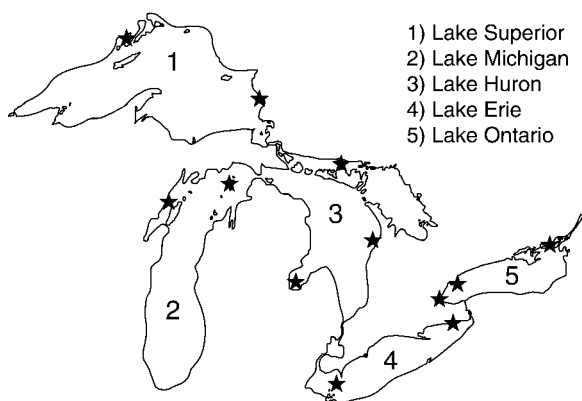 1) Lake Superior
2) Lake Michigan
3) Lake Huron
4) Lake Erie
5) Lake Ontario
1
2
3
4
5